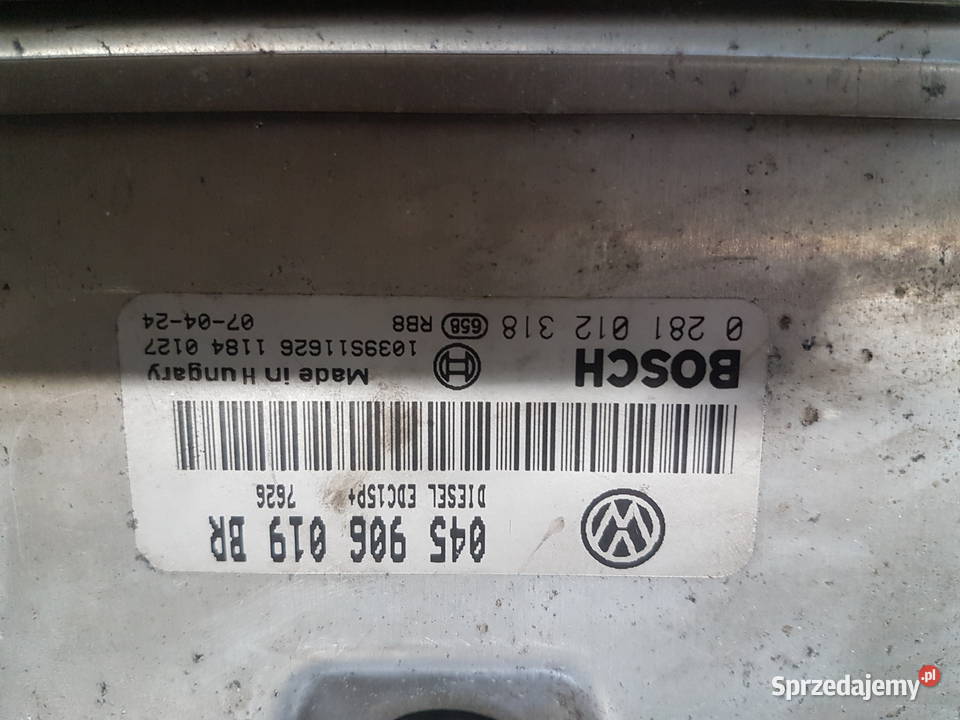 045 906 019 BR
DIESEL EDC15P+ 7626
BOSCH
Made in Hungary
1039S11626 1184 0127
0 281 012 318 658 RB8 07-04-24
Sprzedajemy.pl